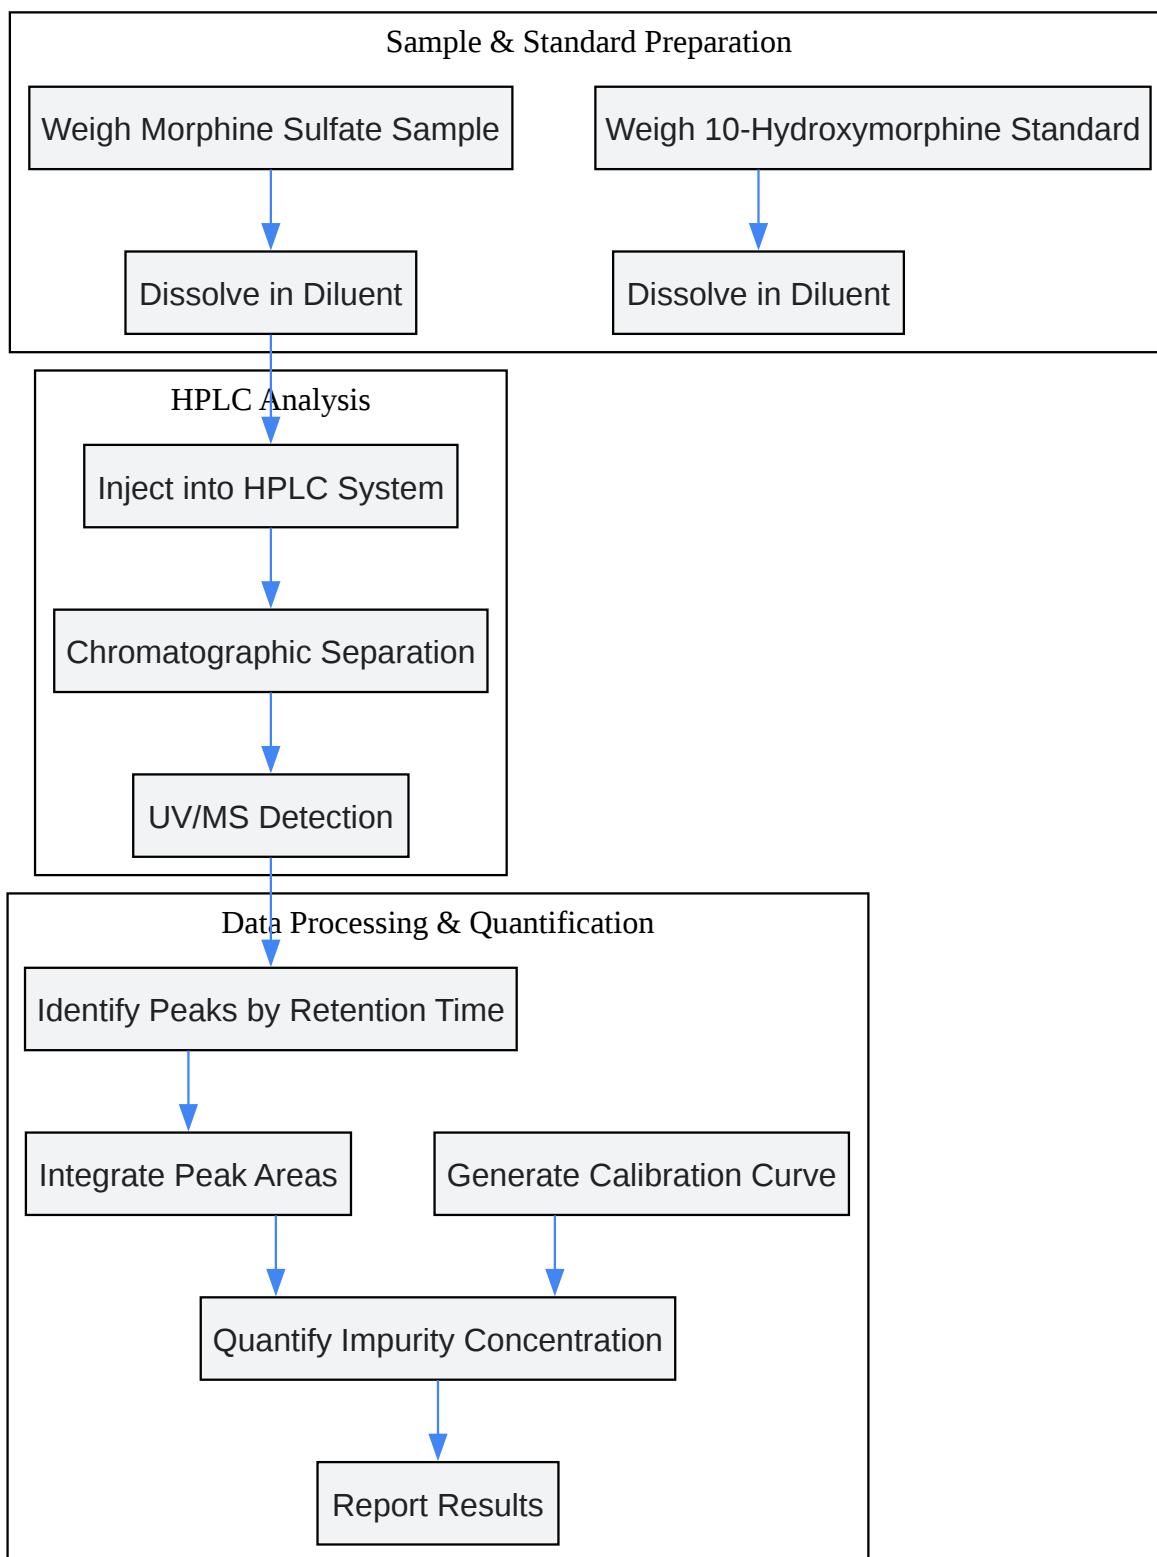 Sample & Standard Preparation
Weigh Morphine Sulfate Sample
Weigh 10-Hydroxymorphine Standard
Dissolve in Diluent
Dissolve in Diluent
HPLC Analysis
Inject into HPLC System
Chromatographic Separation
UV/MS Detection
Data Processing & Quantification
Identify Peaks by Retention Time
Integrate Peak Areas
Generate Calibration Curve
Quantify Impurity Concentration
Report Results